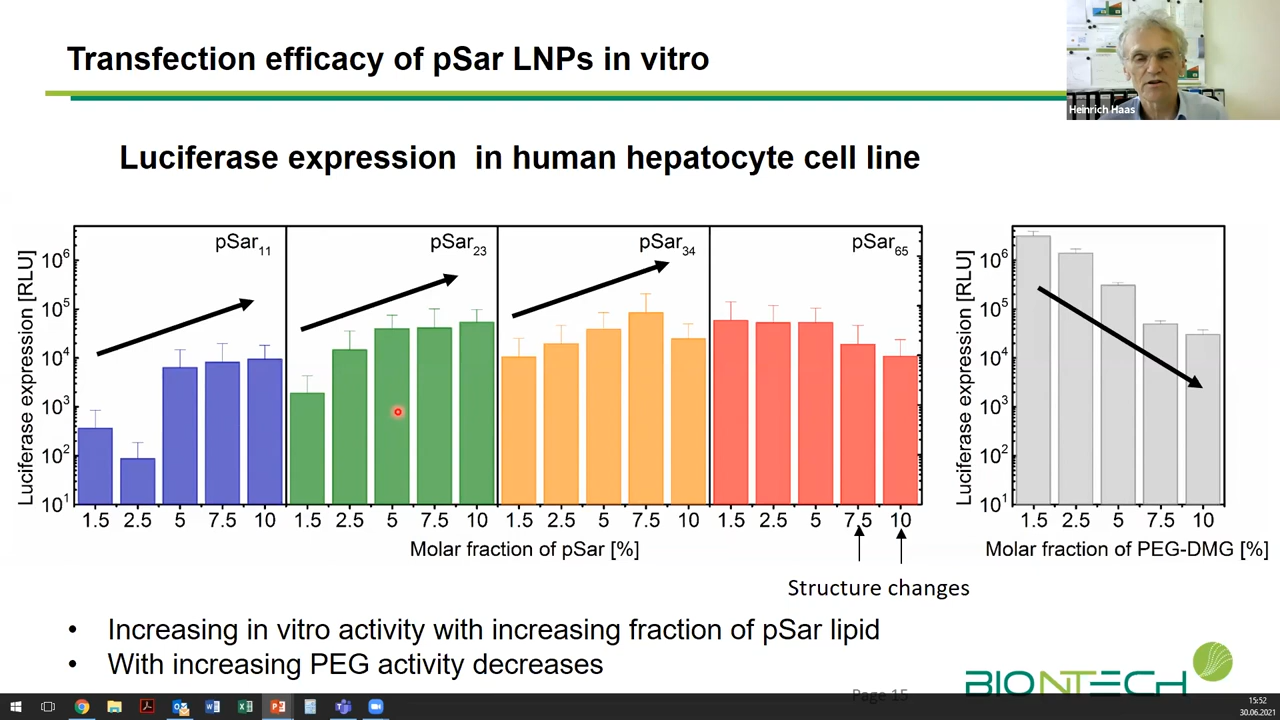 Transfection efficacy of pSar LNPs in vitro
Heinrich Haas
Luciferase expression in human hepatocyte cell line
Luciferase expression [RLU]
10⁶
10⁵
10⁴
10³
10²
10¹
pSar₁₁
pSar₂₃
pSar₃₄
pSar₆₅
1.5 2.5 5 7.5 10 1.5 2.5 5 7.5 10 1.5 2.5 5 7.5 10 1.5 2.5 5 7.5 10
Molar fraction of pSar [%]
Structure changes
Luciferase expression [RLU]
10⁶
10⁵
10⁴
10³
10²
10¹
1.5 2.5 5 7.5 10
Molar fraction of PEG-DMG [%]
• Increasing in vitro activity with increasing fraction of pSar lipid
• With increasing PEG activity decreases
BIONTECH
Page 15
15:52
30.06.2021